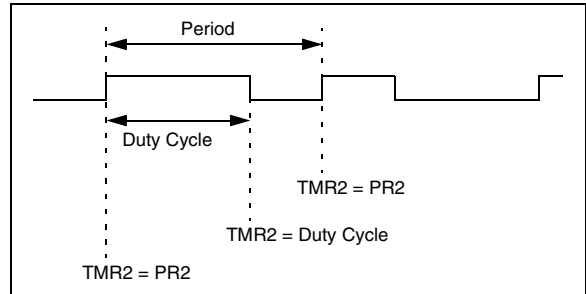 Period
Duty Cycle
TMR2 = PR2
TMR2 = Duty Cycle
TMR2 = PR2